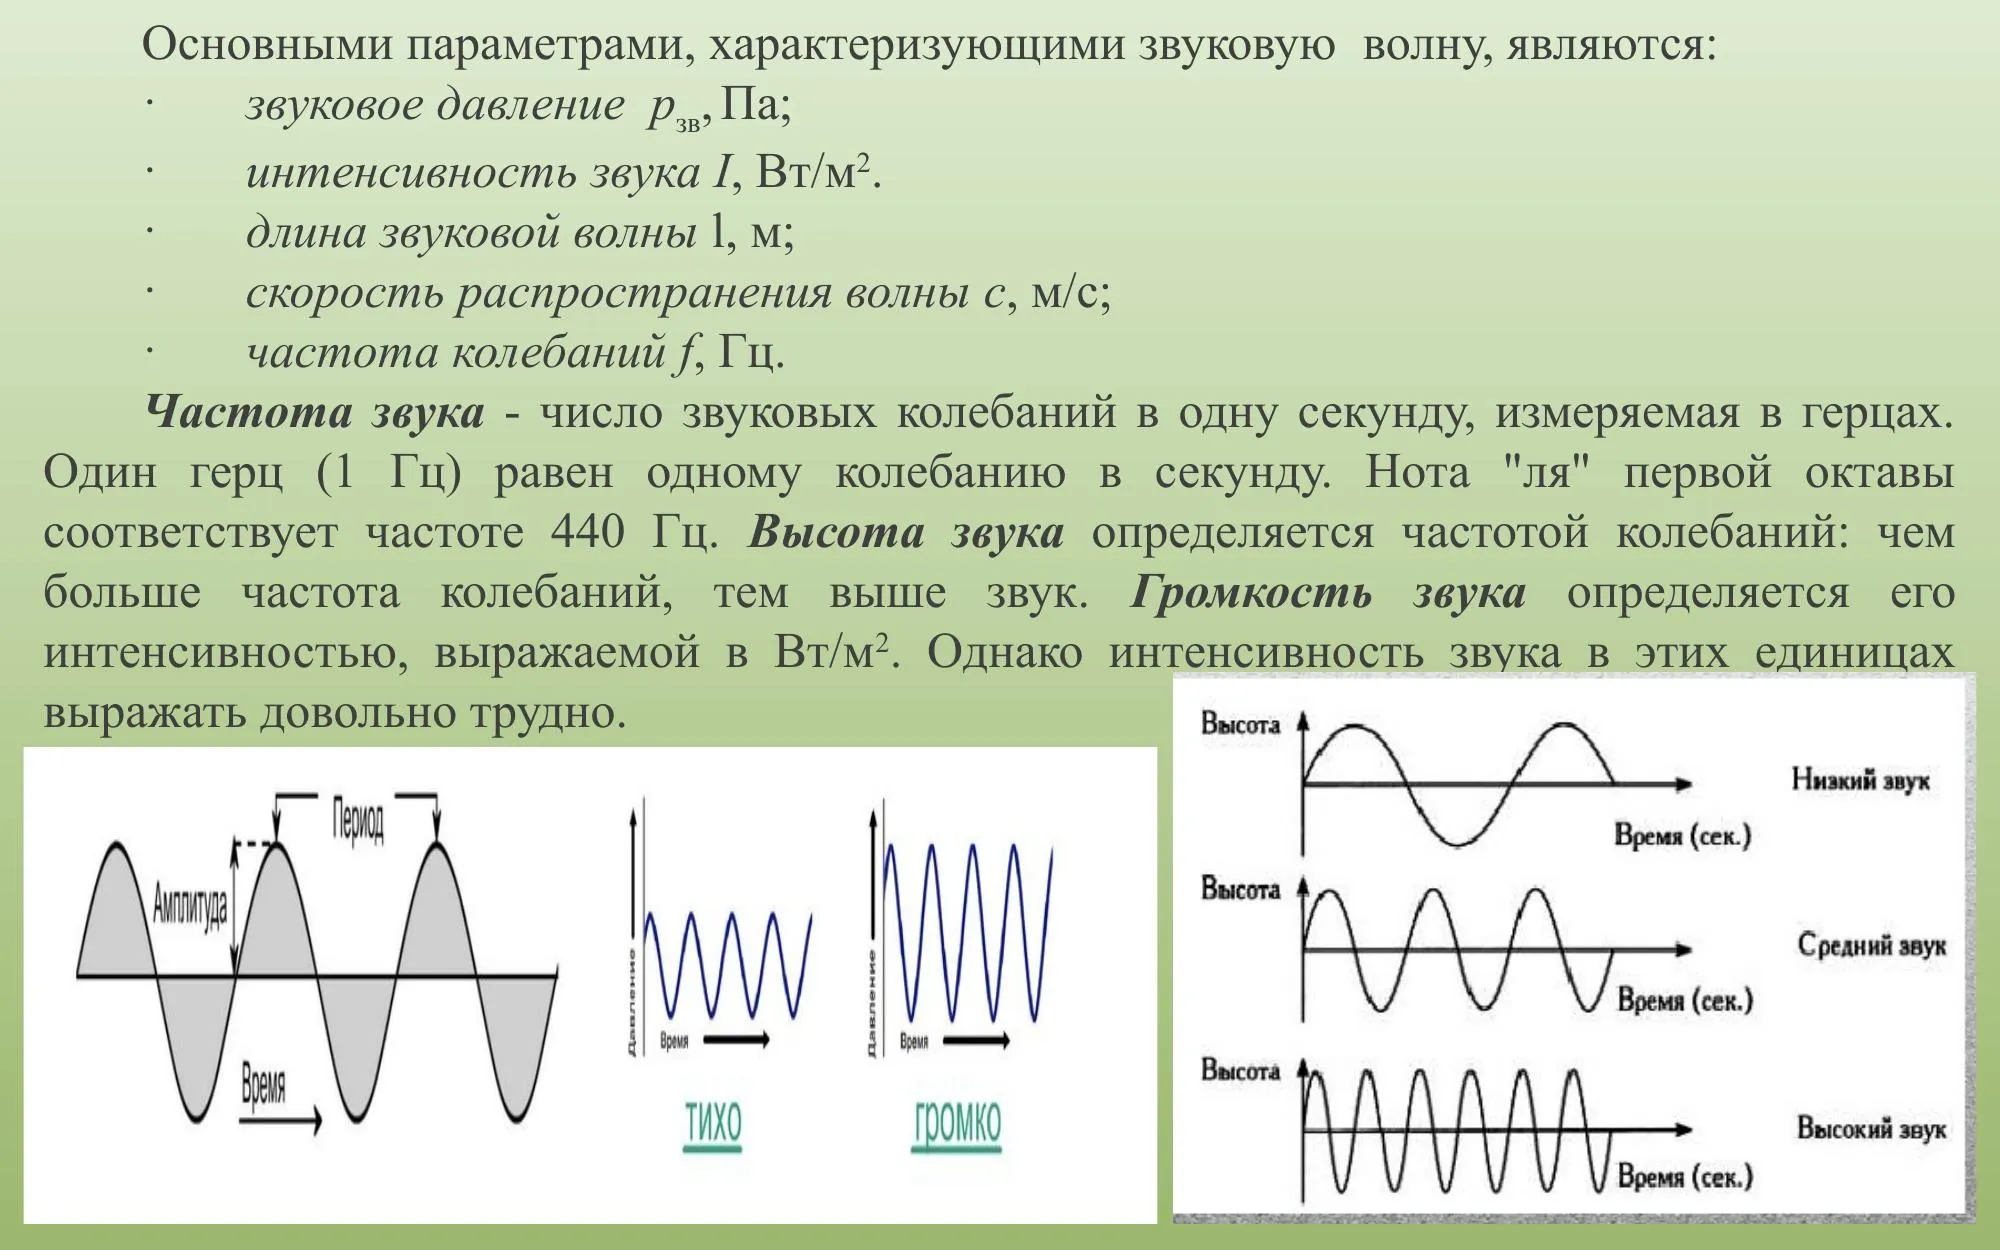 Основными параметрами, характеризующими звуковую волну, являются:
· звуковое давление pзв, Па;
· интенсивность звука I, Вт/м².
· длина звуковой волны l, м;
· скорость распространения волны с, м/с;
· частота колебаний f, Гц.
Частота звука - число звуковых колебаний в одну секунду, измеряемая в герцах.
Один герц (1 Гц) равен одному колебанию в секунду. Нота "ля" первой октавы
соответствует частоте 440 Гц. Высота звука определяется частотой колебаний: чем
больше частота колебаний, тем выше звук. Громкость звука определяется его
интенсивностью, выражаемой в Вт/м². Однако интенсивность звука в этих единицах
выражать довольно трудно.
Период
Амплитуда
Время
Давление
Время
тихо
Давление
Время
громко
Высота
Низкий звук
Время (сек.)
Высота
Средний звук
Время (сек.)
Высота
Высокий звук
Время (сек.)